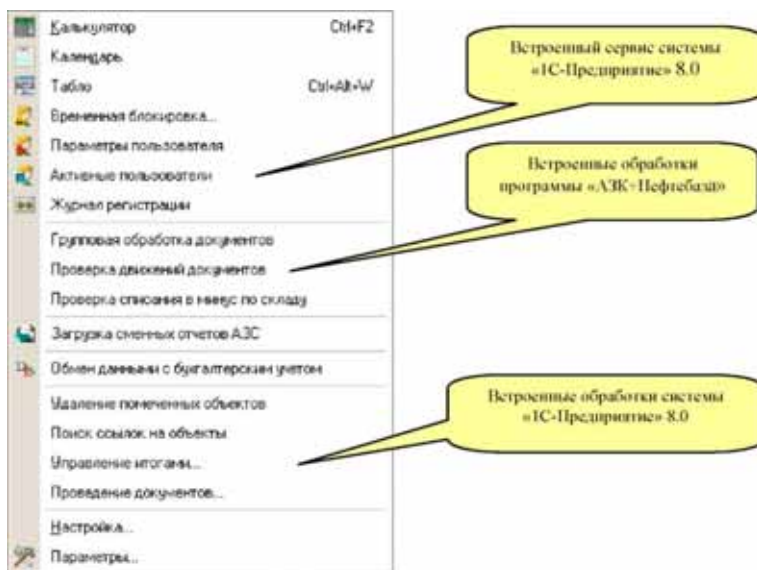 Калькулятор Ctrl+F2
Календарь
Табло Ctrl+Alt+W
Временная блокировка...
Параметры пользователя
Активные пользователи
Журнал регистрации
Групповая обработка документов
Проверка движений документов
Проверка списания в минус по складу
Загрузка сменных отчетов АЗС
Обмен данными с бухгалтерским учетом
Удаление помеченных объектов
Поиск ссылок на объекты
Управление итогами...
Проведение документов...
Настройка...
Параметры...
Встроенный сервис системы
«1С-Предприятие» 8.0
Встроенные обработки
программы «АЗК+Нефтебаза»
Встроенные обработки системы
«1С-Предприятие» 8.0